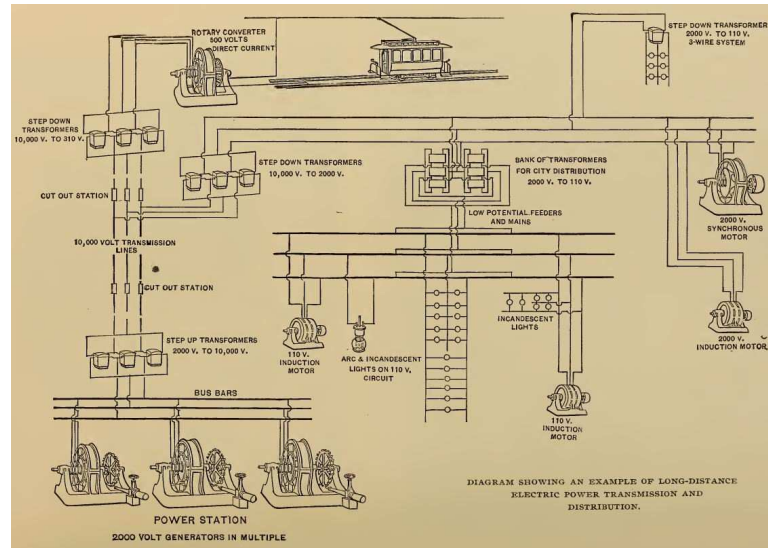 ROTARY CONVERTER
500 VOLTS
DIRECT CURRENT
STEP DOWN TRANSFORMER
2000 V. TO 110 V.
3-WIRE SYSTEM
STEP DOWN
TRANSFORMERS
10,000 V. TO 310 V.
STEP DOWN TRANSFORMERS
10,000 V. TO 2000 V.
BANK OF TRANSFORMERS
FOR CITY DISTRIBUTION
2000 V. TO 110 V.
CUT OUT STATION
LOW POTENTIAL FEEDERS
AND MAINS
2000 V.
SYNCHRONOUS
MOTOR
10,000 VOLT TRANSMISSION
LINES
CUT OUT STATION
INCANDESCENT
LIGHTS
STEP UP TRANSFORMERS
2000 V. TO 10,000 V.
110 V.
INDUCTION
MOTOR
ARC & INCANDESCENT
LIGHTS ON 110 V.
CIRCUIT
2000 V.
INDUCTION MOTOR
BUS BARS
110 V.
INDUCTION
MOTOR
POWER STATION
2000 VOLT GENERATORS IN MULTIPLE
DIAGRAM SHOWING AN EXAMPLE OF LONG-DISTANCE
ELECTRIC POWER TRANSMISSION AND
DISTRIBUTION.